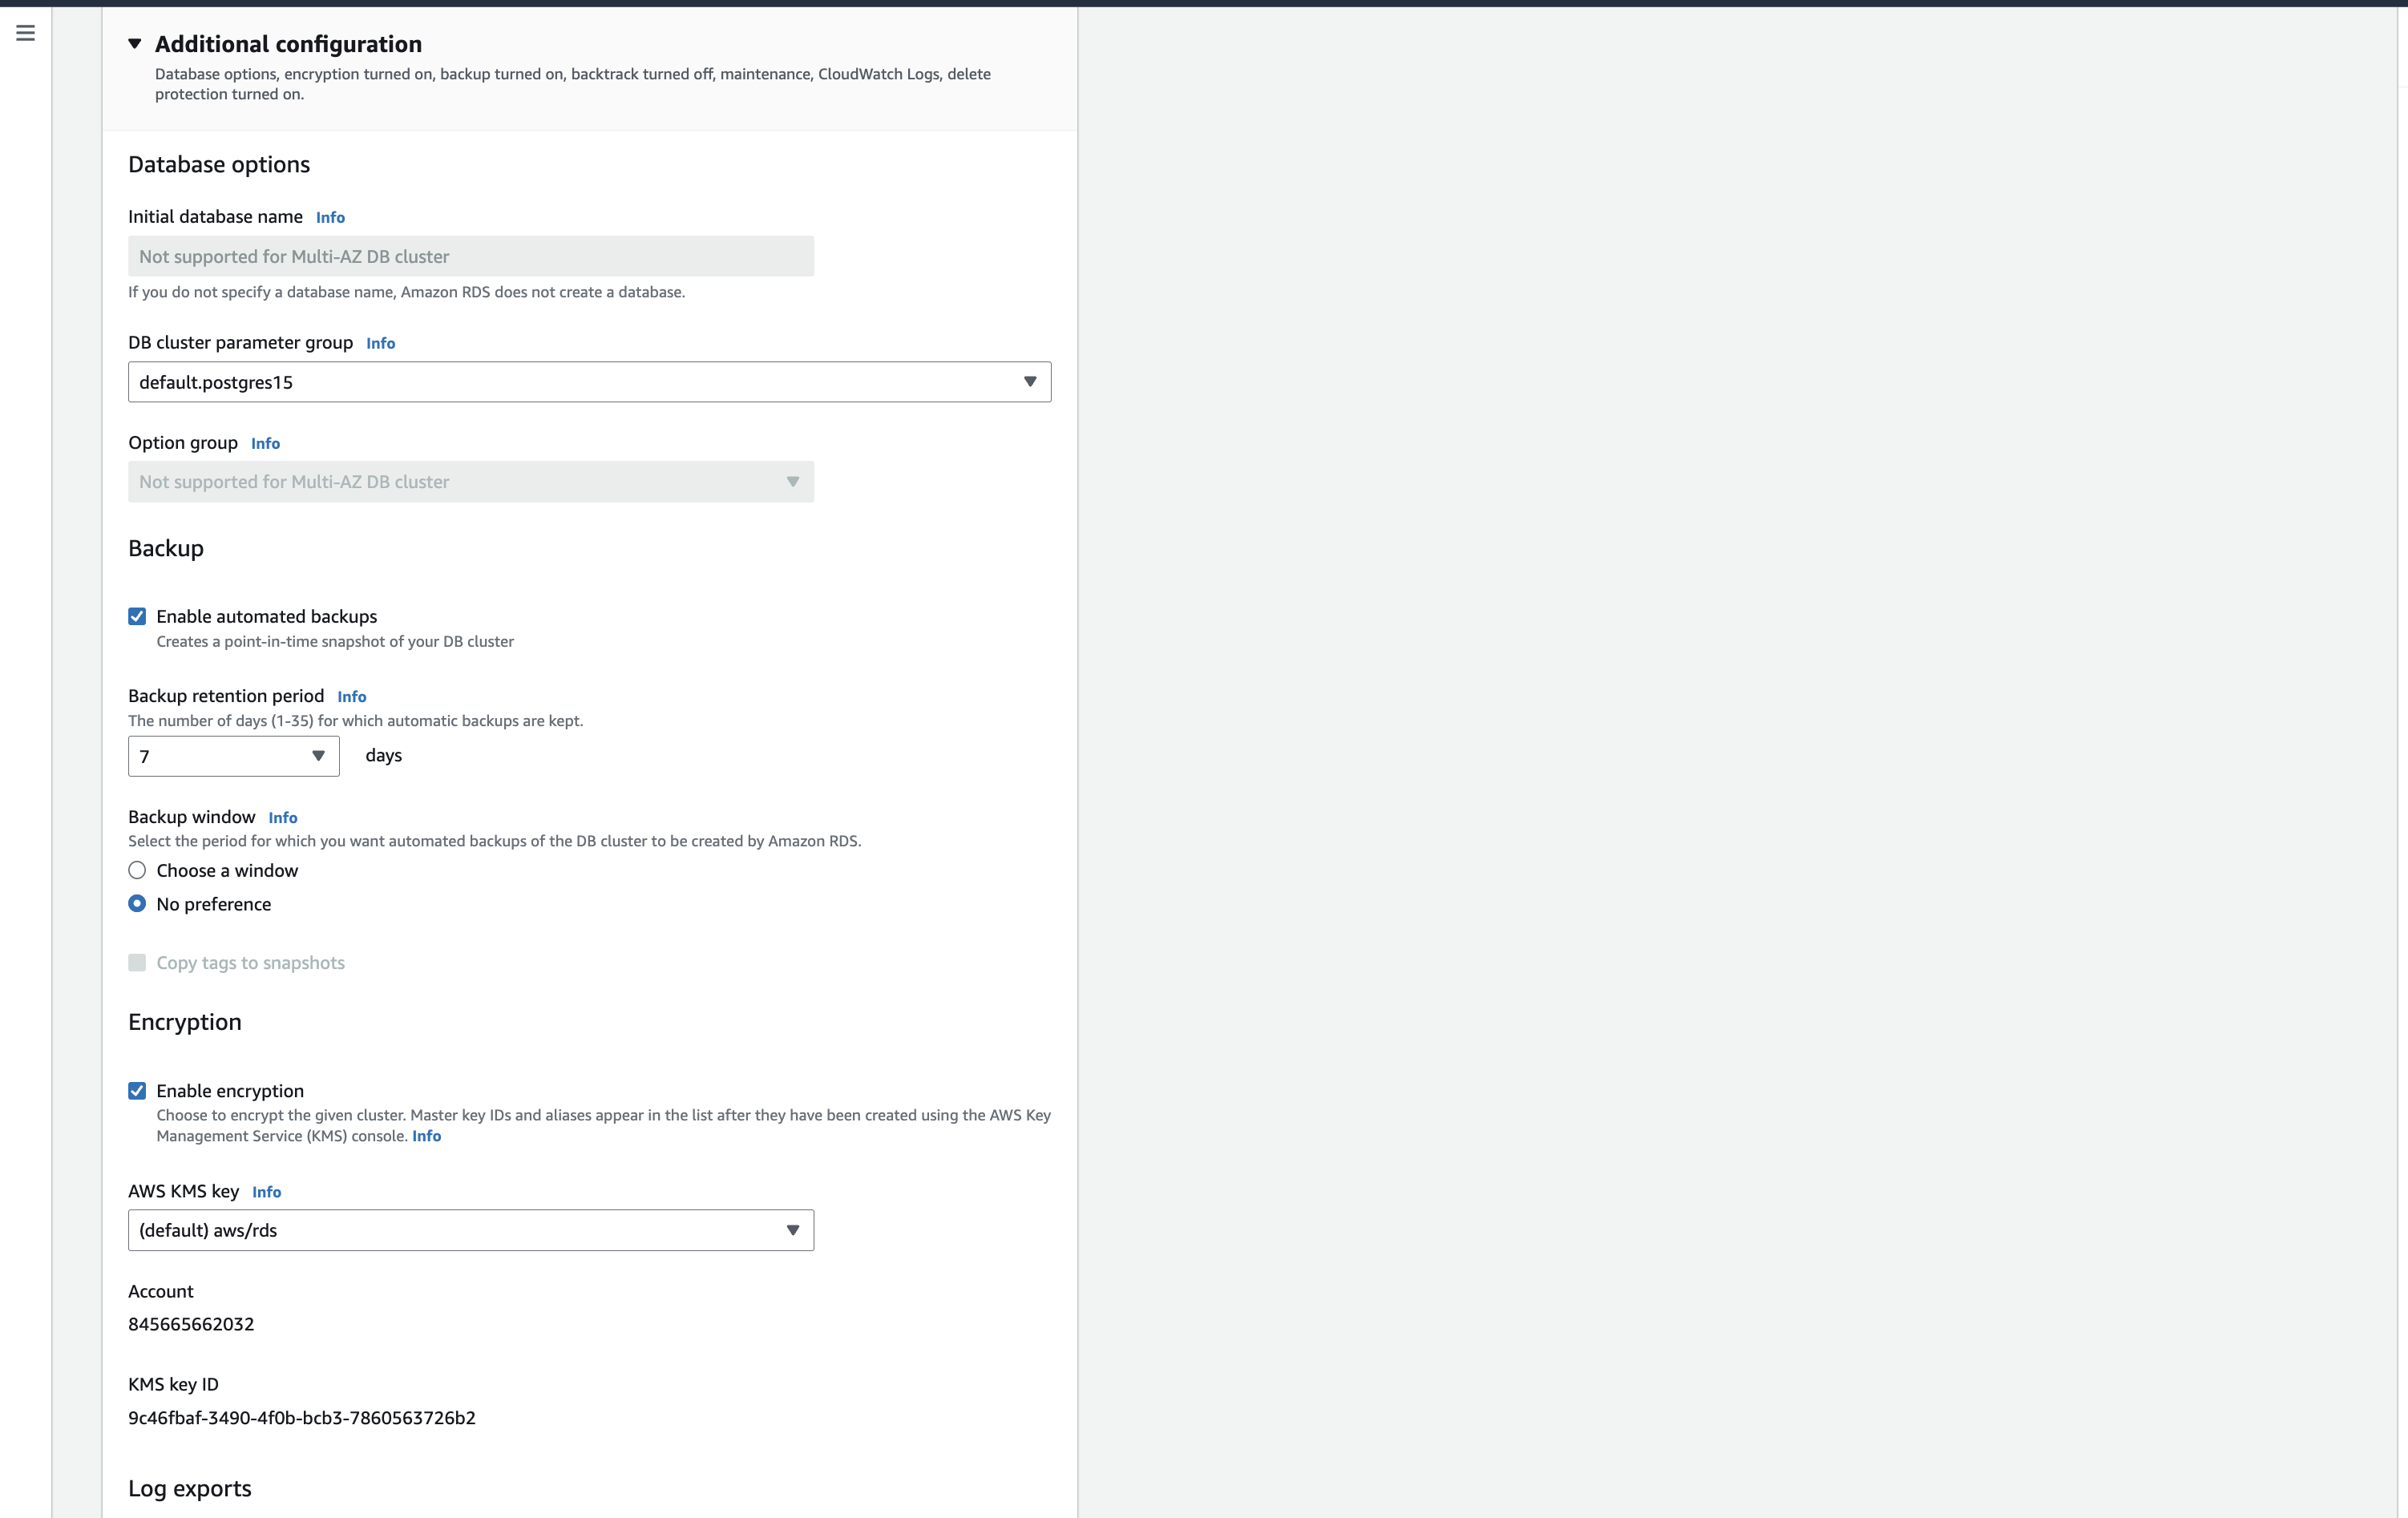 Additional configuration
Database options, encryption turned on, backup turned on, backtrack turned off, maintenance, CloudWatch Logs, delete
protection turned on.
Database options
Initial database name Info
Not supported for Multi-AZ DB cluster
If you do not specify a database name, Amazon RDS does not create a database.
DB cluster parameter group Info
default.postgres15
Option group Info
Not supported for Multi-AZ DB cluster
Backup
Enable automated backups
Creates a point-in-time snapshot of your DB cluster
Backup retention period Info
The number of days (1-35) for which automatic backups are kept.
7 days
Backup window Info
Select the period for which you want automated backups of the DB cluster to be created by Amazon RDS.
Choose a window
No preference
Copy tags to snapshots
Encryption
Enable encryption
Choose to encrypt the given cluster. Master key IDs and aliases appear in the list after they have been created using the AWS Key
Management Service (KMS) console. Info
AWS KMS key Info
(default) aws/rds
Account
845665662032
KMS key ID
9c46fbaf-3490-4f0b-bcb3-7860563726b2
Log exports